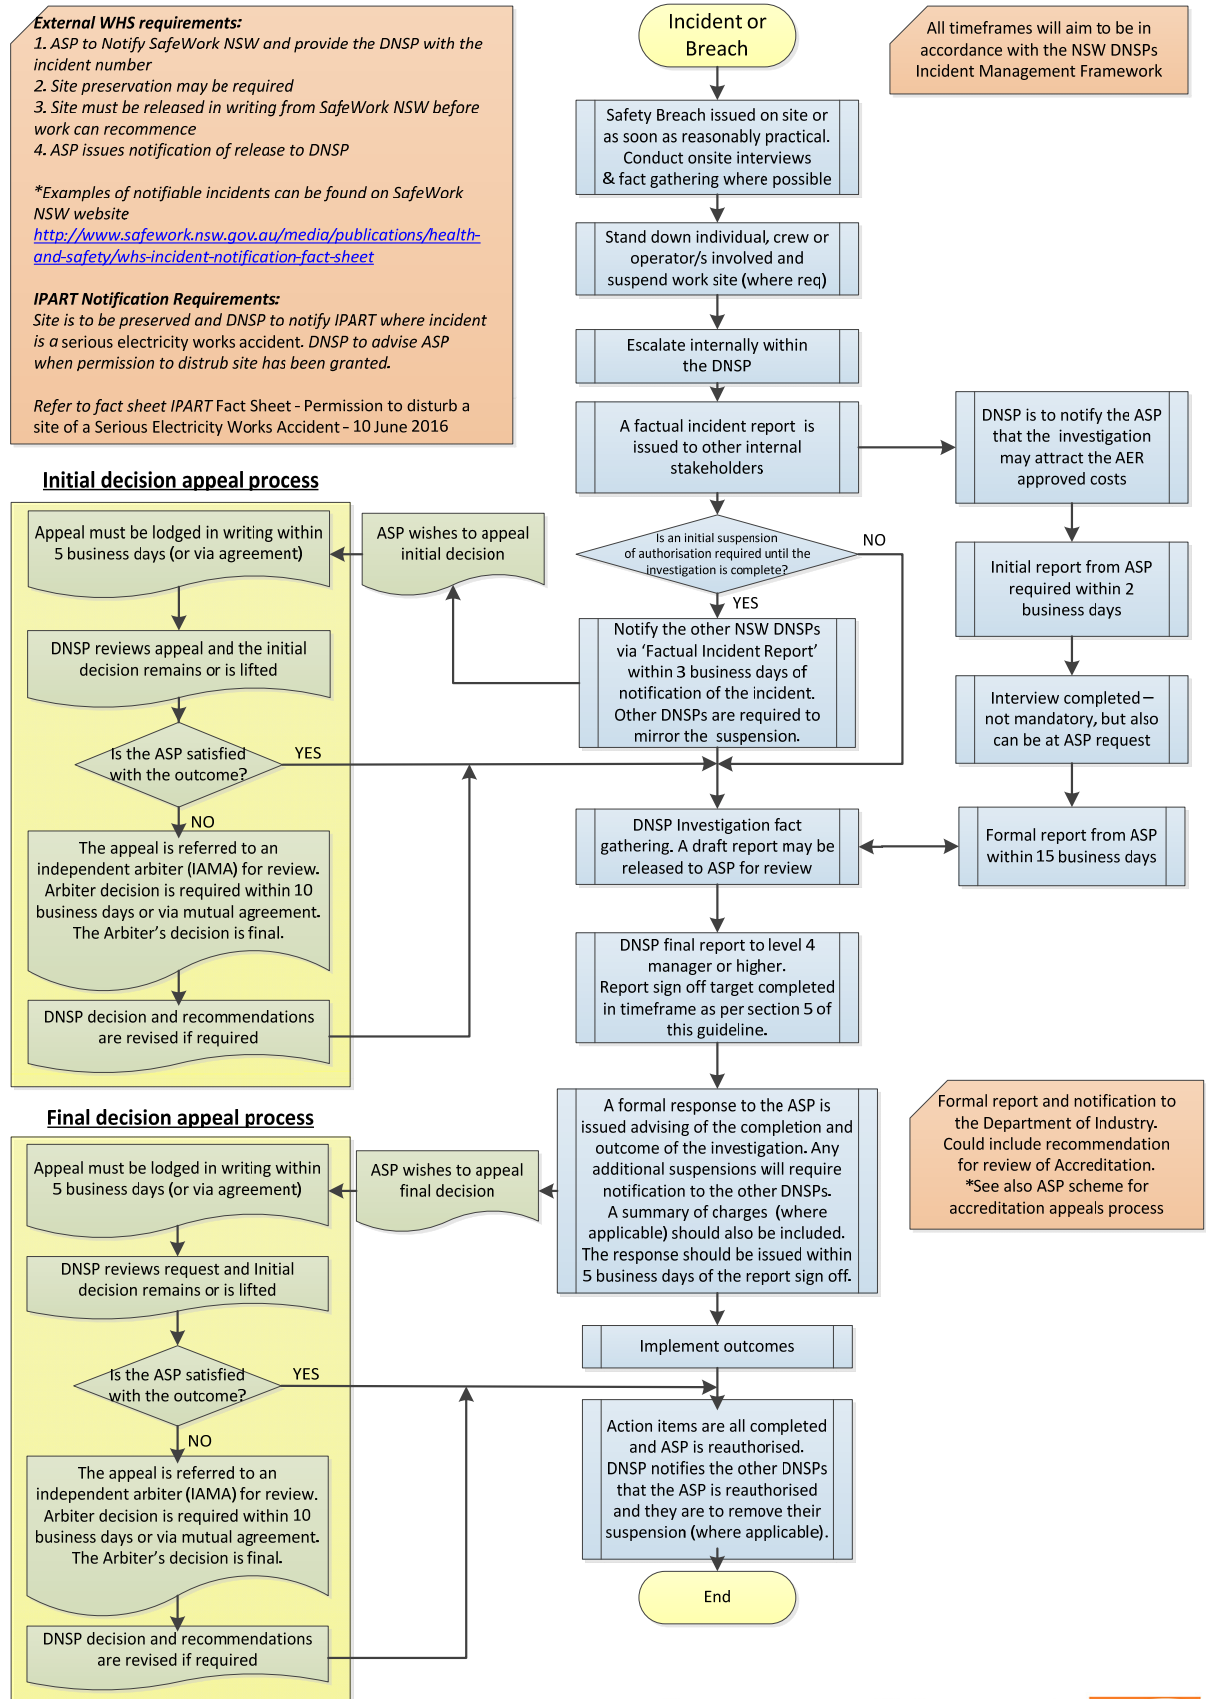 External WHS requirements:
1. ASP to Notify SafeWork NSW and provide the DNSP with the
incident number
2. Site preservation may be required
3. Site must be released in writing from SafeWork NSW before
work can recommence
4. ASP issues notification of release to DNSP
*Examples of notifiable incidents can be found on SafeWork
NSW website
http://www.safework.nsw.gov.au/media/publications/health-
and-safety/whs-incident-notification-fact-sheet
IPART Notification Requirements:
Site is to be preserved and DNSP to notify IPART where incident
is a serious electricity works accident. DNSP to advise ASP
when permission to distrub site has been granted.
Refer to fact sheet IPART Fact Sheet - Permission to disturb a
site of a Serious Electricity Works Accident - 10 June 2016
Incident or
Breach
All timeframes will aim to be in
accordance with the NSW DNSPs
Incident Management Framework
Safety Breach issued on site or
as soon as reasonably practical.
Conduct onsite interviews
& fact gathering where possible
Stand down individual, crew or
operator/s involved and
suspend work site (where req)
Escalate internally within
the DNSP
A factual incident report is
issued to other internal
stakeholders
DNSP is to notify the ASP
that the investigation
may attract the AER
approved costs
Initial report from ASP
required within 2
business days
Interview completed –
not mandatory, but also
can be at ASP request
Formal report from ASP
within 15 business days
Is an initial suspension
of authorisation required until the
investigation is complete?
NO
YES
Notify the other NSW DNSPs
via ‘Factual Incident Report’
within 3 business days of
notification of the incident.
Other DNSPs are required to
mirror the suspension.
Initial decision appeal process
ASP wishes to appeal
initial decision
Appeal must be lodged in writing within
5 business days (or via agreement)
DNSP reviews appeal and the initial
decision remains or is lifted
Is the ASP satisfied
with the outcome?
YES
NO
The appeal is referred to an
independent arbiter (IAMA) for review.
Arbiter decision is required within 10
business days or via mutual agreement.
The Arbiter’s decision is final.
DNSP decision and recommendations
are revised if required
DNSP Investigation fact
gathering. A draft report may be
released to ASP for review
DNSP final report to level 4
manager or higher.
Report sign off target completed
in timeframe as per section 5 of
this guideline.
A formal response to the ASP is
issued advising of the completion and
outcome of the investigation. Any
additional suspensions will require
notification to the other DNSPs.
A summary of charges (where
applicable) should also be included.
The response should be issued within
5 business days of the report sign off.
Formal report and notification to
the Department of Industry.
Could include recommendation
for review of Accreditation.
*See also ASP scheme for
accreditation appeals process
Final decision appeal process
ASP wishes to appeal
final decision
Appeal must be lodged in writing within
5 business days (or via agreement)
DNSP reviews request and Initial
decision remains or is lifted
Is the ASP satisfied
with the outcome?
YES
NO
The appeal is referred to an
independent arbiter (IAMA) for review.
Arbiter decision is required within 10
business days or via mutual agreement.
The Arbiter’s decision is final.
DNSP decision and recommendations
are revised if required
Implement outcomes
Action items are all completed
and ASP is reauthorised.
DNSP notifies the other DNSPs
that the ASP is reauthorised
and they are to remove their
suspension (where applicable).
End